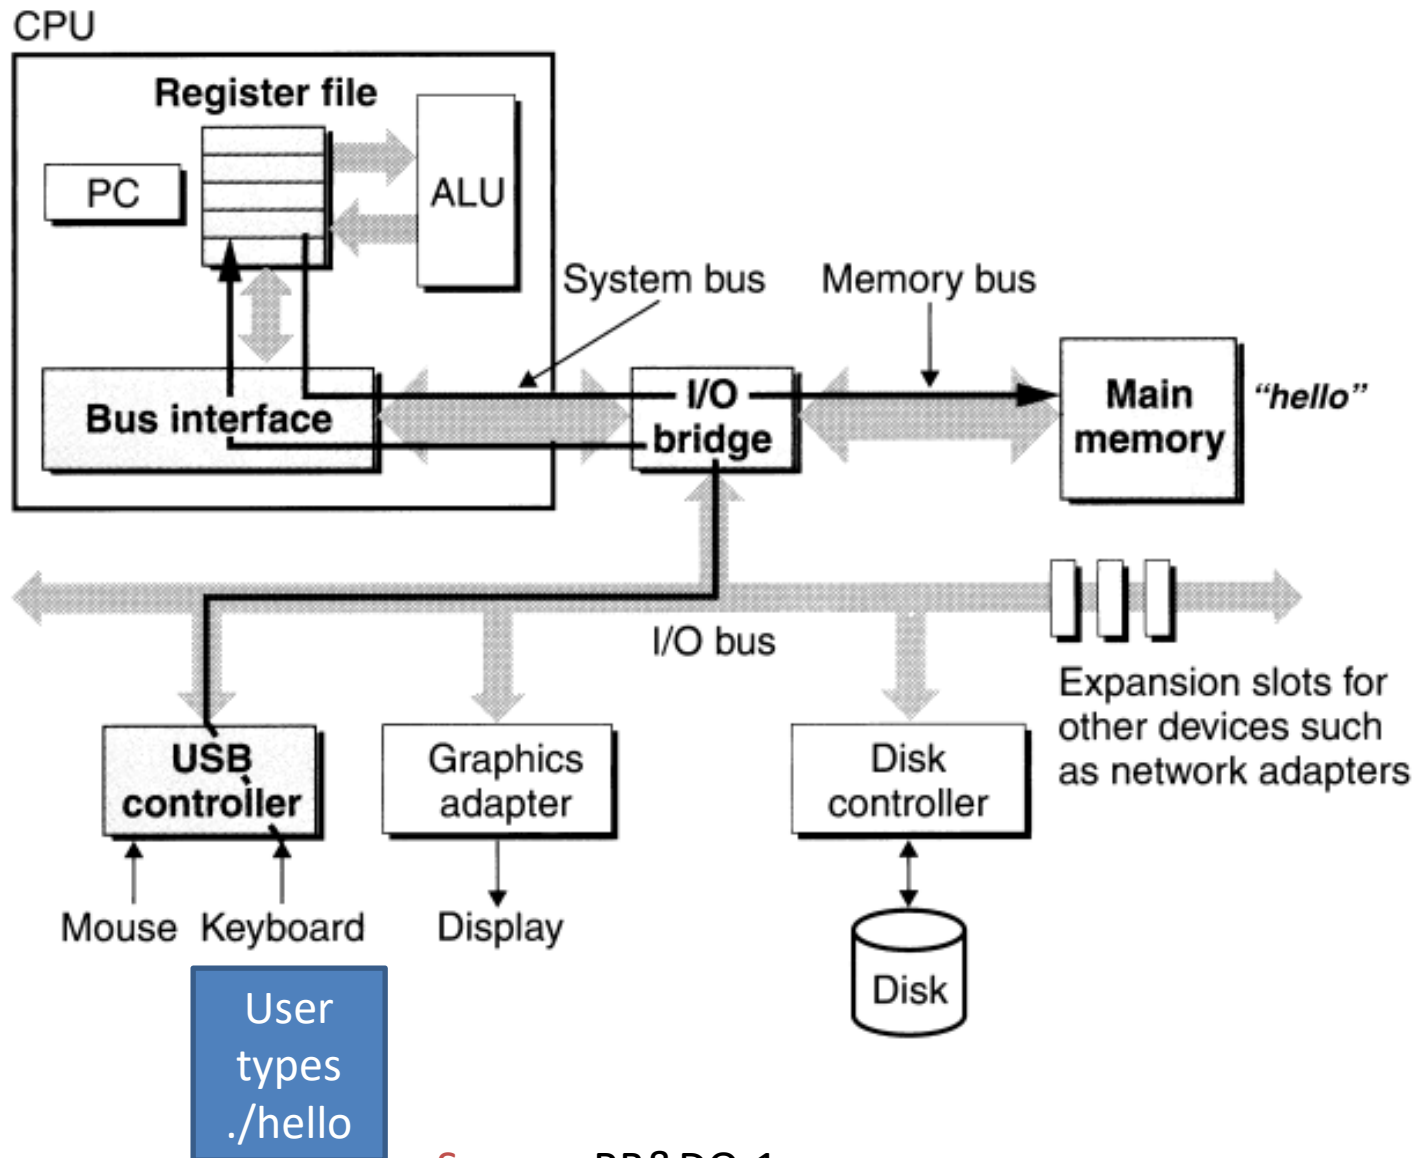 CPU
Register file
PC
ALU
System bus
Memory bus
Bus interface
I/O
bridge
Main
memory
“hello”
I/O bus
Expansion slots for
other devices such
as network adapters
USB
controller
Graphics
adapter
Disk
controller
Mouse
Keyboard
Display
Disk
User
types
./hello